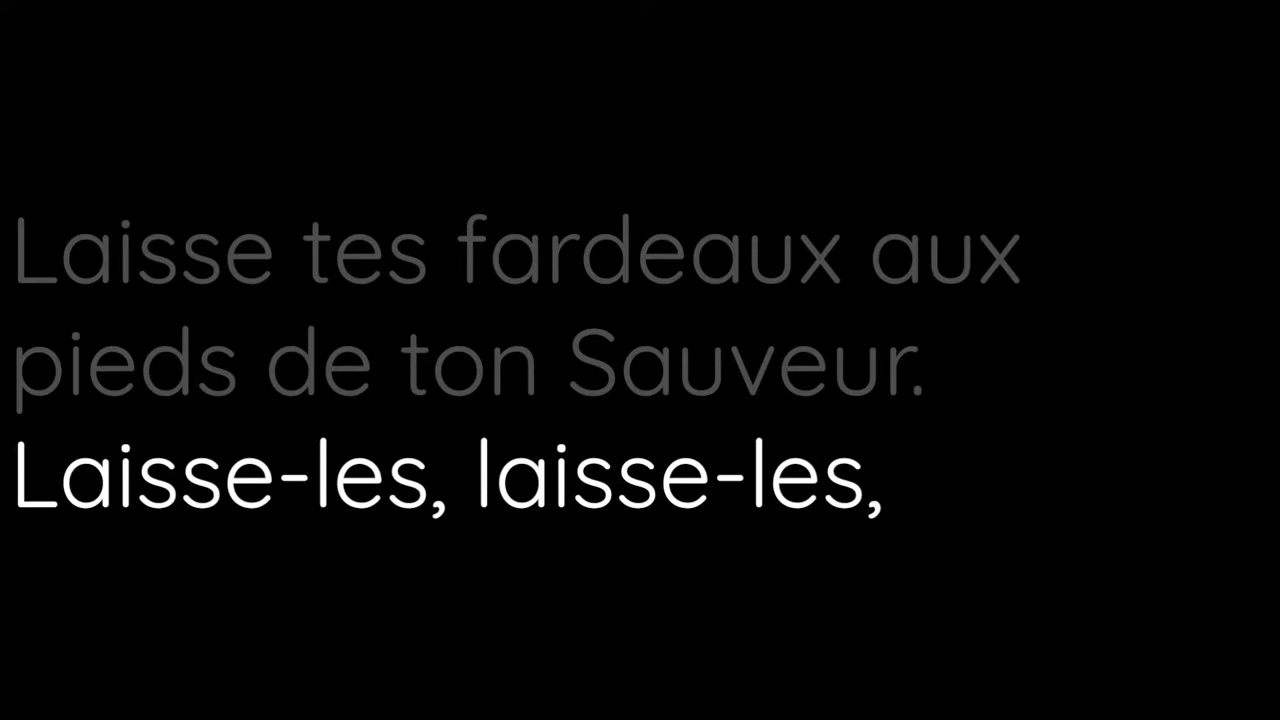 Laisse tes fardeaux aux
pieds de ton Sauveur.
Laisse-les, laisse-les,